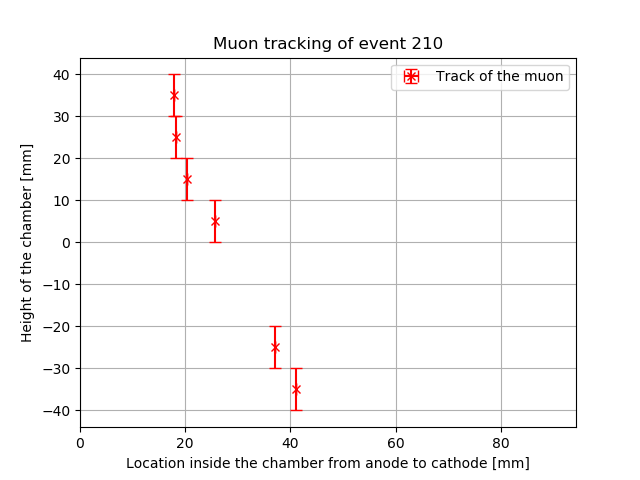 Muon tracking of event 210
Track of the muon
Height of the chamber [mm]
40
30
20
10
0
−10
−20
−30
−40
0 20 40 60 80
Location inside the chamber from anode to cathode [mm]